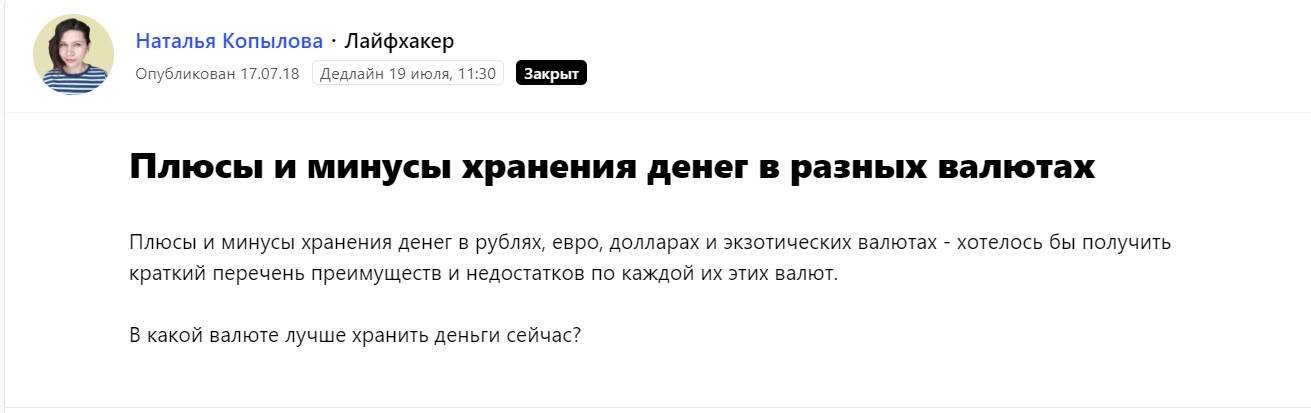 Наталья Копылова · Лайфхакер
Опубликован 17.07.18 Дедлайн 19 июля, 11:30 Закрыт
Плюсы и минусы хранения денег в разных валютах
Плюсы и минусы хранения денег в рублях, евро, долларах и экзотических валютах - хотелось бы получить
краткий перечень преимуществ и недостатков по каждой их этих валют.
В какой валюте лучше хранить деньги сейчас?